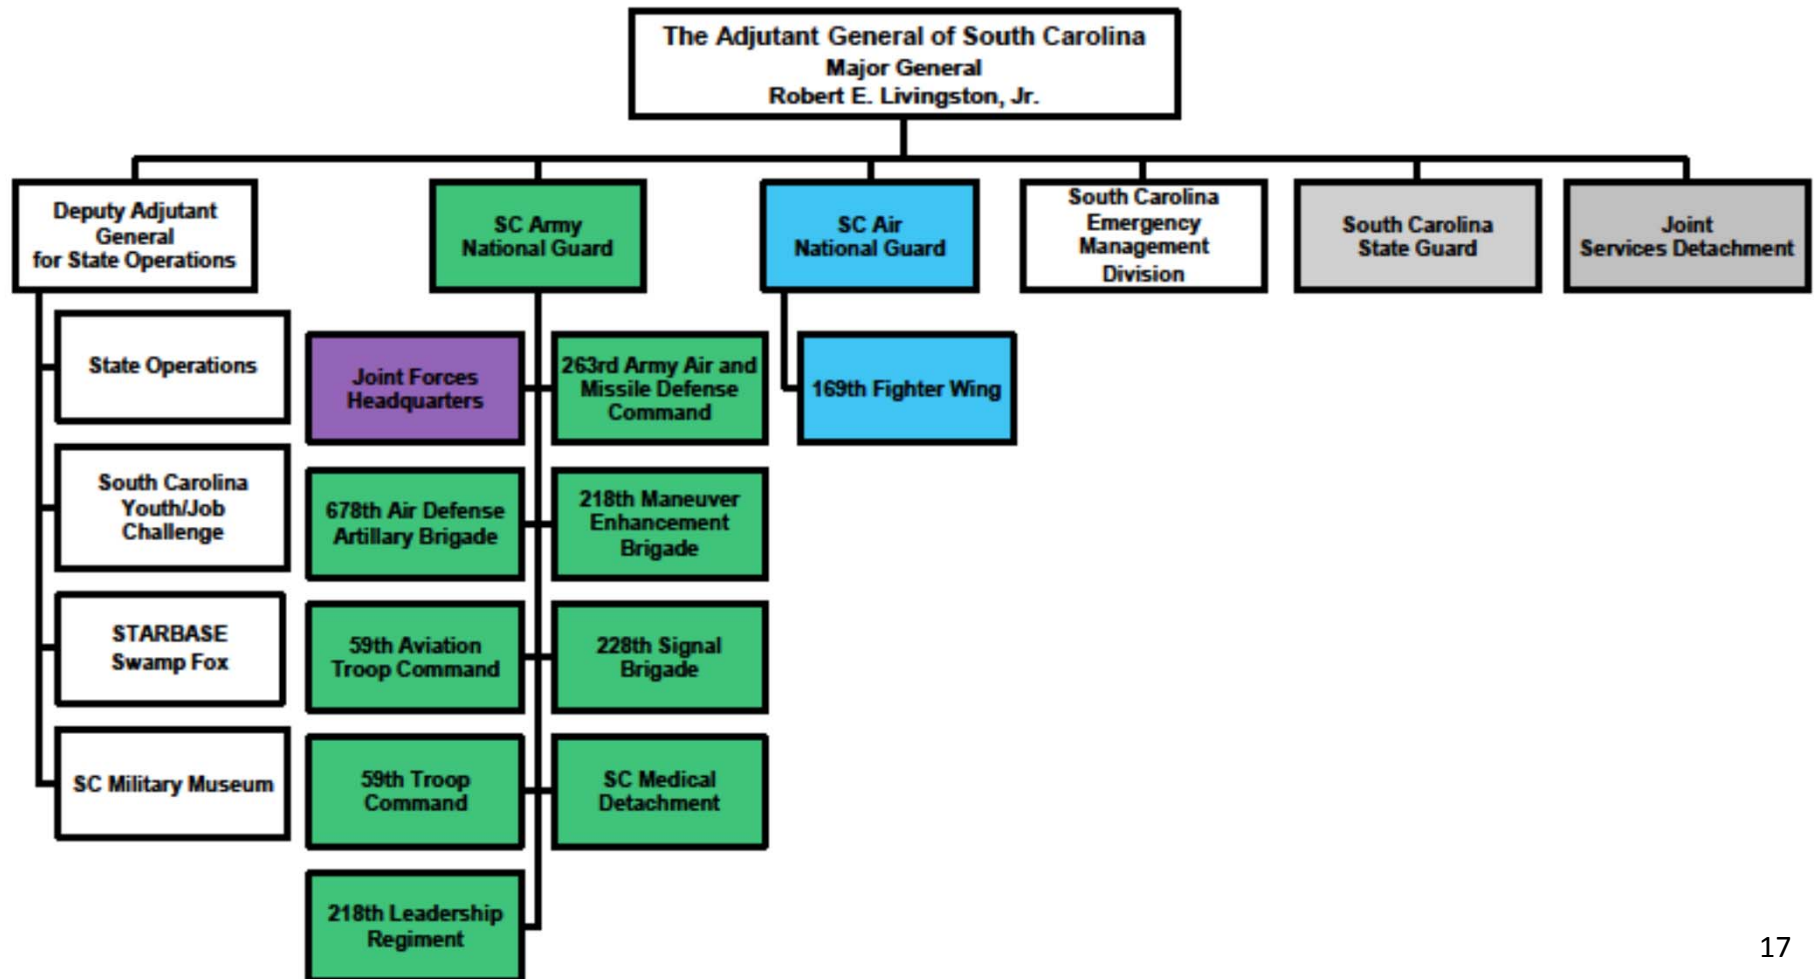 The Adjutant General of South Carolina
Major General
Robert E. Livingston, Jr.
Deputy Adjutant
General
for State Operations
SC Army
National Guard
SC Air
National Guard
South Carolina
Emergency
Management
Division
South Carolina
State Guard
Joint
Services Detachment
State Operations
South Carolina
Youth/Job
Challenge
STARBASE
Swamp Fox
SC Military Museum
Joint Forces
Headquarters
263rd Army Air and
Missile Defense
Command
678th Air Defense
Artillary Brigade
218th Maneuver
Enhancement
Brigade
59th Aviation
Troop Command
228th Signal
Brigade
59th Troop
Command
SC Medical
Detachment
218th Leadership
Regiment
169th Fighter Wing
17